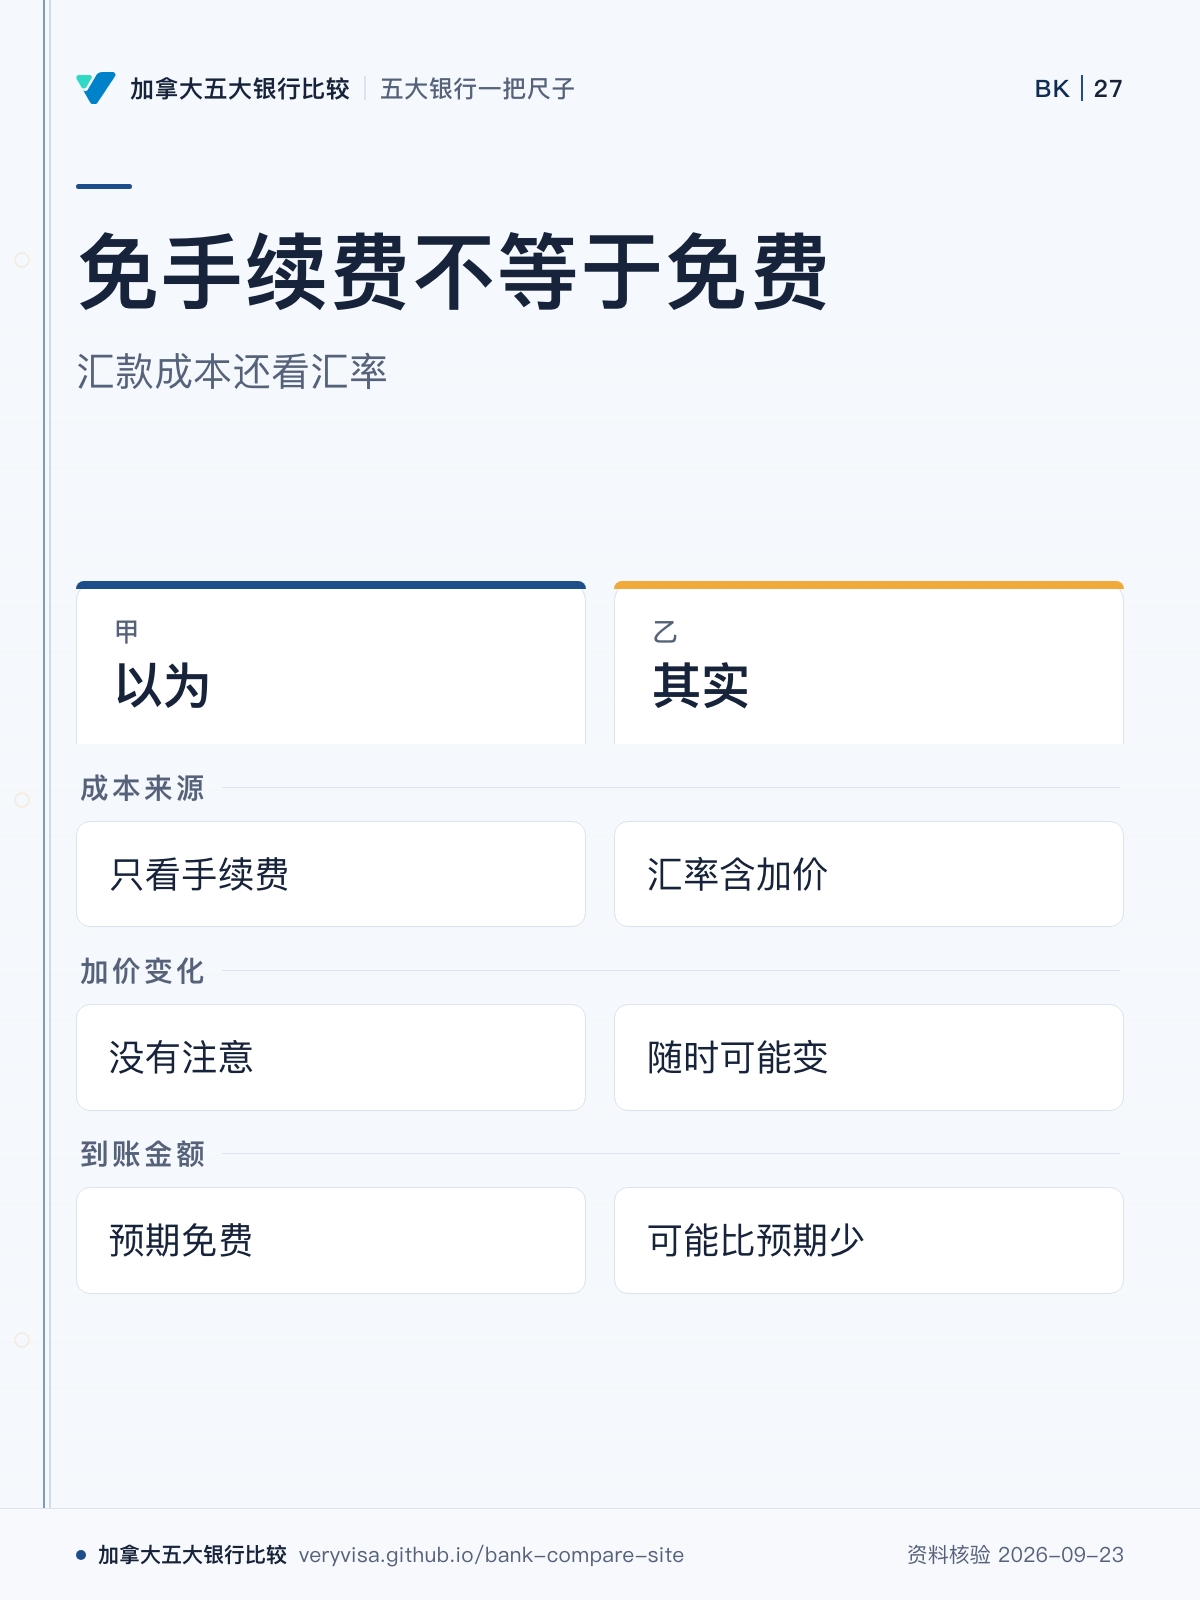 加拿大五大银行比较 五大银行一把尺子 BK 27
免手续费不等于免费
汇款成本还看汇率
甲 乙
以为 其实
成本来源
只看手续费 汇率含加价
加价变化
没有注意 随时可能变
到账金额
预期免费 可能比预期少
加拿大五大银行比较 veryvisa.github.io/bank-compare-site 资料核验 2026-09-23